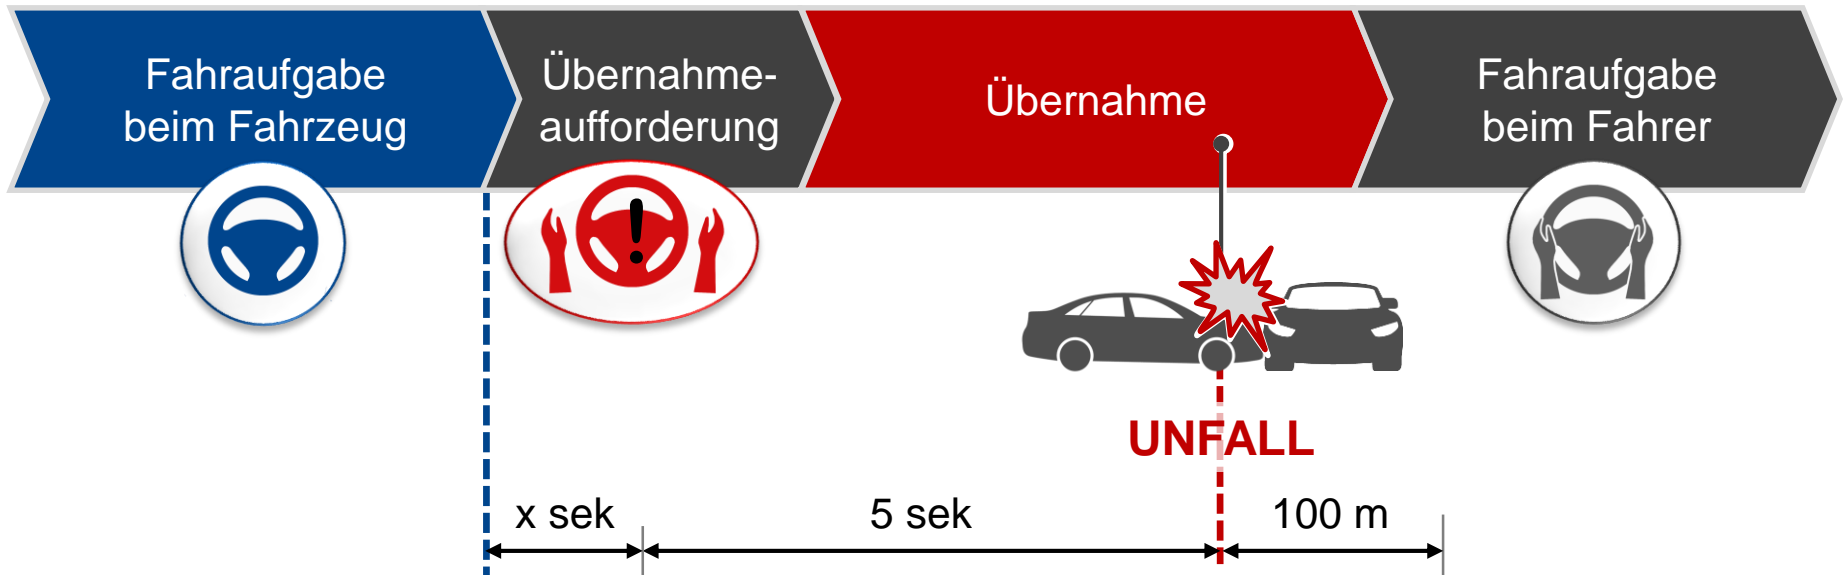 Fahraufgabe
beim Fahrzeug
Übernahme-
aufforderung
Übernahme
Fahraufgabe
beim Fahrer
!
UNFALL
x sek
5 sek
100 m